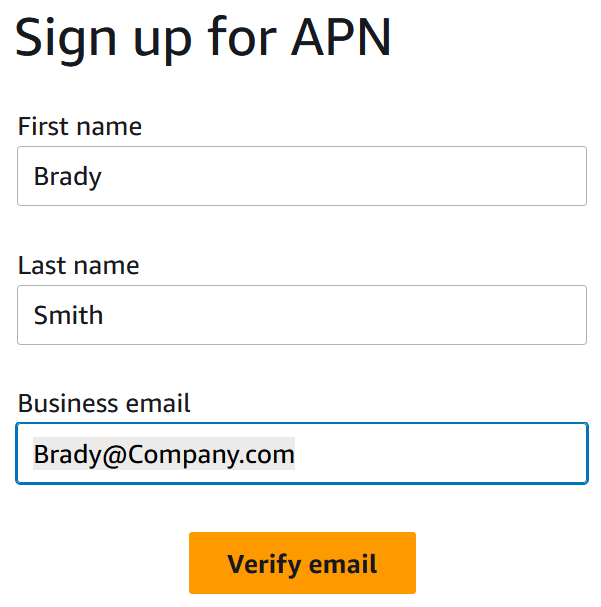 Sign up for APN
First name
Brady
Last name
Smith
Business email
Brady@Company.com
Verify email